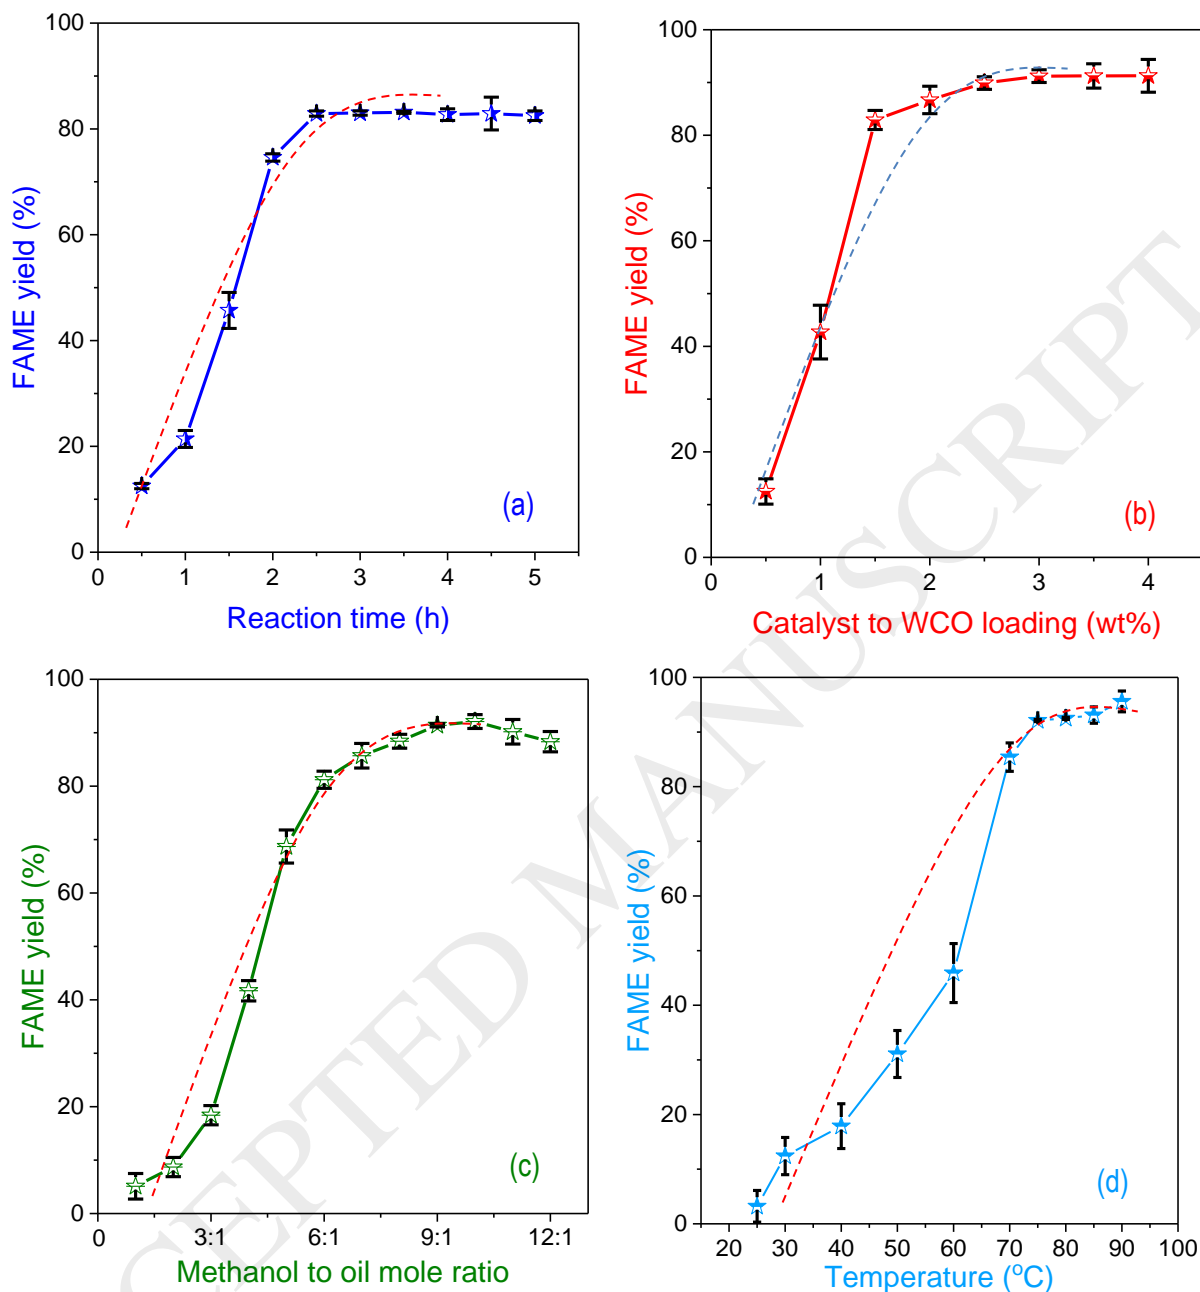 100
80
60
40
20
0
FAME yield (%)
0 1 2 3 4 5
Reaction time (h)
(a)
100
80
60
40
20
0
FAME yield (%)
0 1 2 3 4
Catalyst to WCO loading (wt%)
(b)
100
80
60
40
20
0
FAME yield (%)
0 3:1 6:1 9:1 12:1
Methanol to oil mole ratio
(c)
100
80
60
40
20
0
FAME yield (%)
20 30 40 50 60 70 80 90 100
Temperature (°C)
(d)
CEPTED MANUSCRIPT